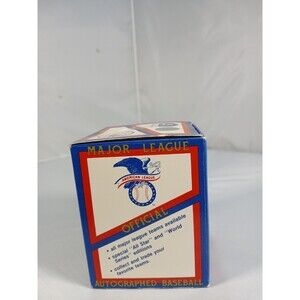 MAJOR LEAGUE
AMERICAN LEAGUE
OFFICIAL
• all major league teams available
• special "All Star" and "World
Series" editions
• collect and trade your
favorite teams.
AUTOGRAPHED BASEBALL